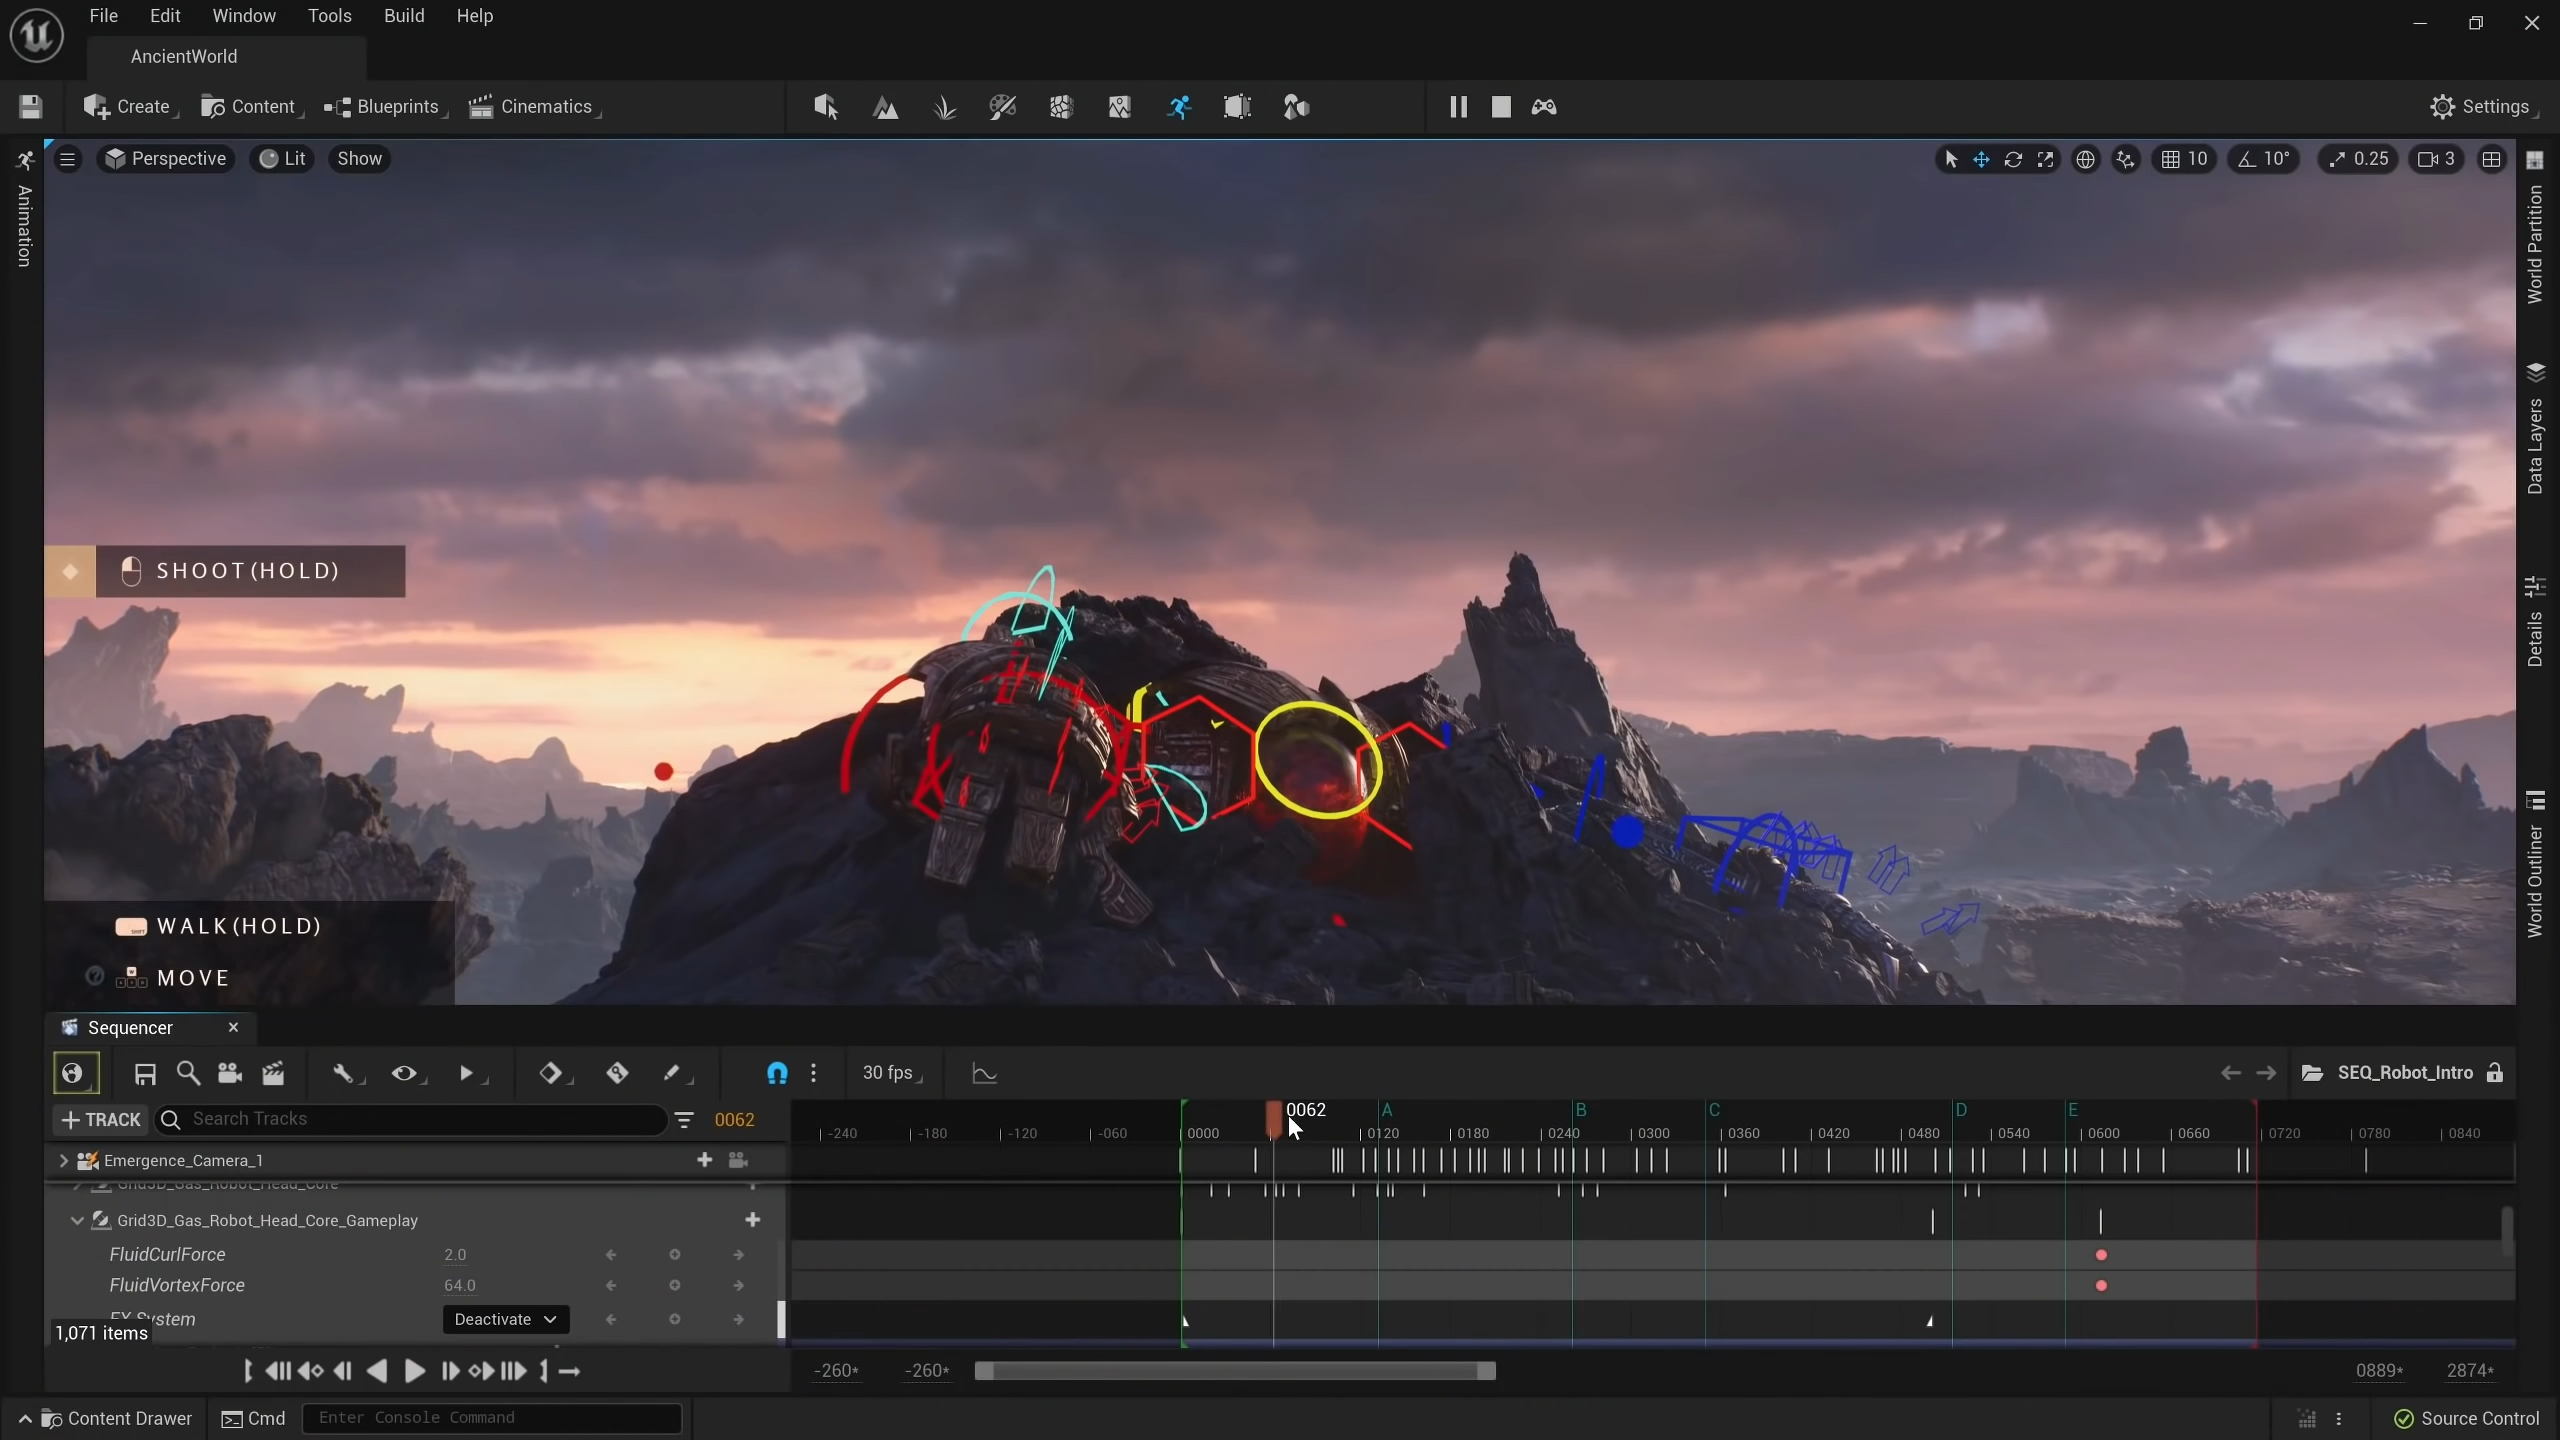 File Edit Window Tools Build Help
AncientWorld
Create Content Blueprints Cinematics Settings
Perspective Lit Show 10 10° 0.25 3
Animation
World Partition
Data Layers
Details
World Outliner
SHOOT(HOLD)
WALK(HOLD)
MOVE
Sequencer
30 fps SEQ_Robot_Intro
TRACK Search Tracks 0062 0062 A B C D E
-240 -180 -120 -060 0000 0120 0180 0240 0300 0360 0420 0480 0540 0600 0660 0720 0780 0840
Emergence_Camera_1
Grid3D_Gas_Robot_Head_Core
Grid3D_Gas_Robot_Head_Core_Gameplay
FluidCurlForce 2.0
FluidVortexForce 64.0
FX System Deactivate
1,071 items
-260* -260* 0889* 2874*
Content Drawer Cmd Enter Console Command Source Control